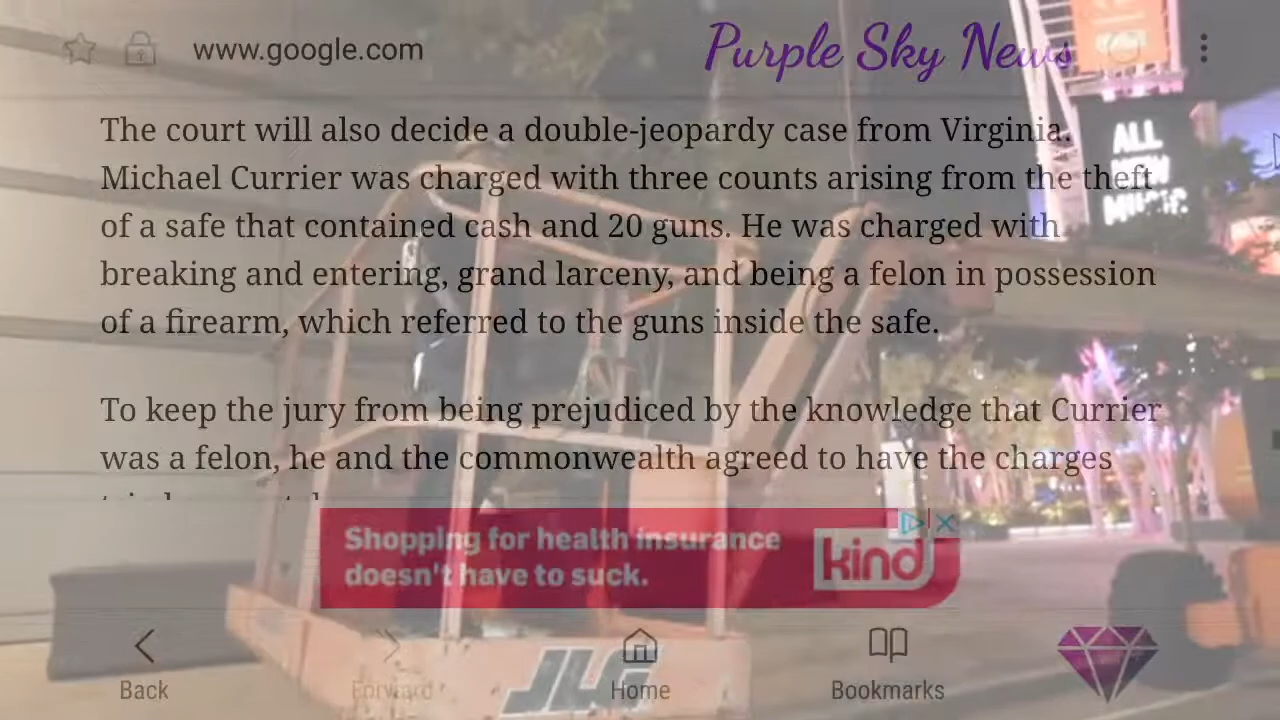 www.google.com
Purple Sky News
The court will also decide a double-jeopardy case from Virginia.
Michael Currier was charged with three counts arising from the theft
of a safe that contained cash and 20 guns. He was charged with
breaking and entering, grand larceny, and being a felon in possession
of a firearm, which referred to the guns inside the safe.
To keep the jury from being prejudiced by the knowledge that Currier
was a felon, he and the commonwealth agreed to have the charges
ALL
NEW
MUSIC.
Shopping for health insurance
doesn't have to suck.
kind
JLG
Back
Forward
Home
Bookmarks